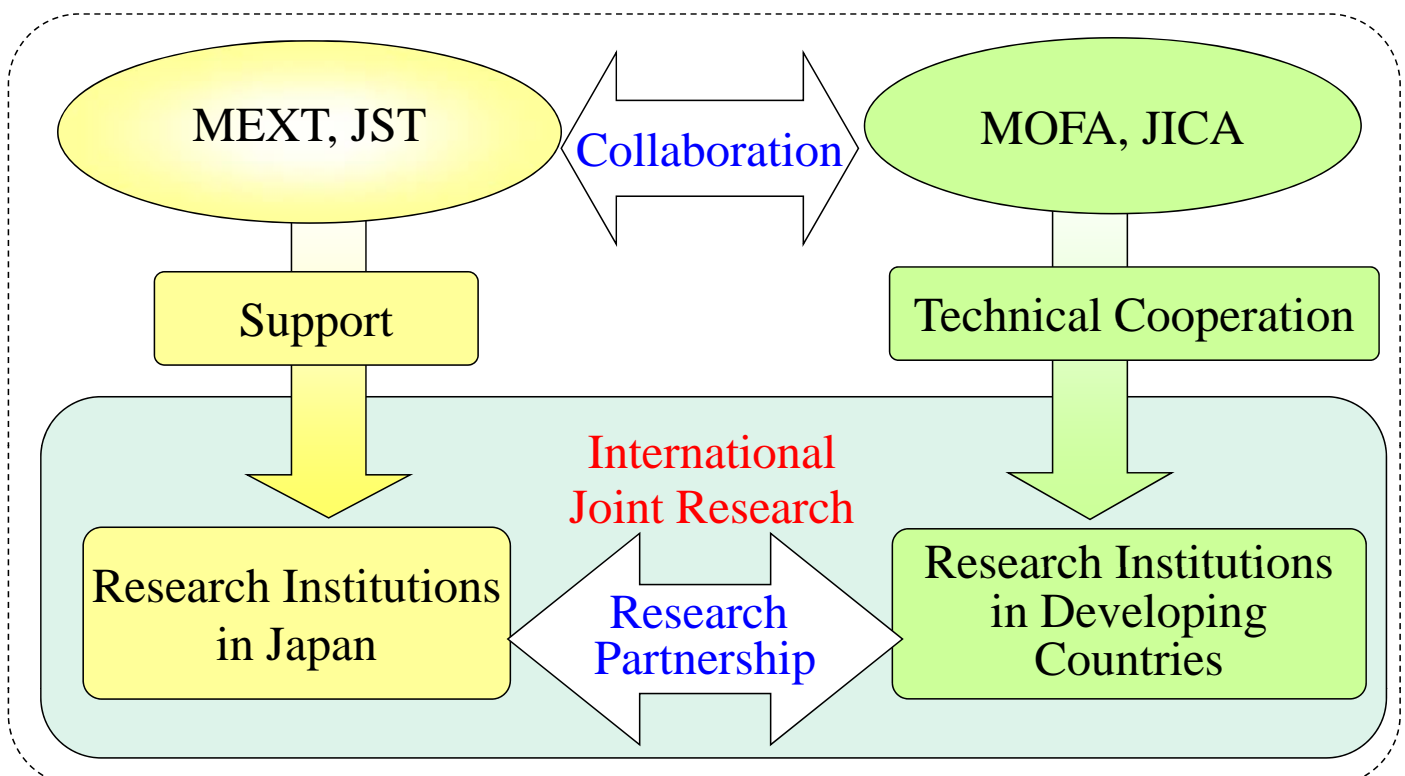 MEXT, JST
Collaboration
MOFA, JICA
Support
Technical Cooperation
International
Joint Research
Research Institutions
in Japan
Research
Partnership
Research Institutions
in Developing
Countries